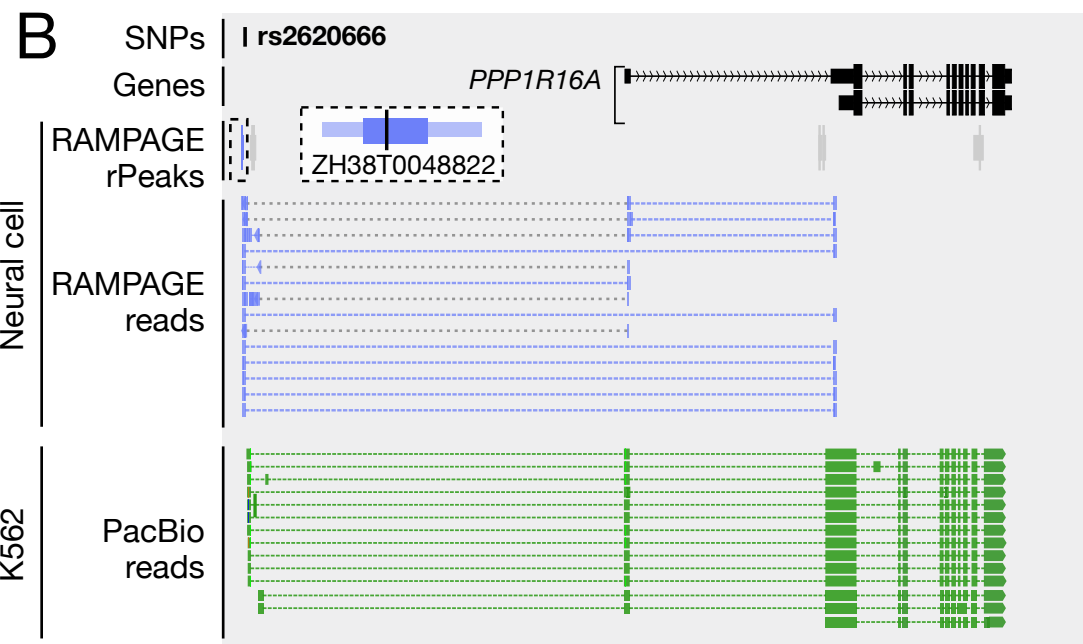 B
SNPs
rs2620666
Genes
PPP1R16A
RAMPAGE
rPeaks
ZH38T0048822
Neural cell
RAMPAGE
reads
K562
PacBio
reads